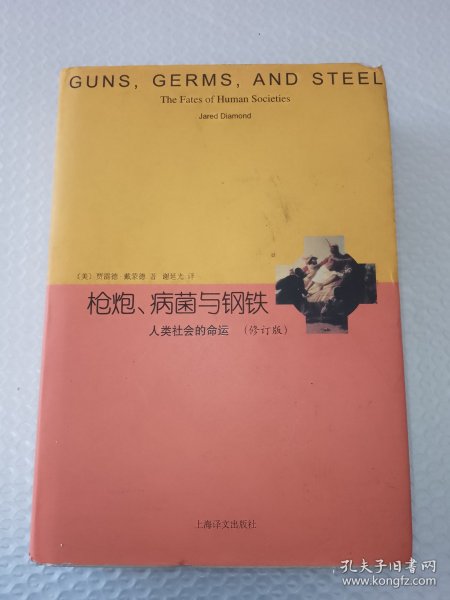 GUNS, GERMS, AND STEEL
The Fates of Human Societies
Jared Diamond
〔美〕贾雷德·戴蒙德 著 谢延光 译
枪炮、病菌与钢铁
人类社会的命运 (修订版)
上海译文出版社
孔夫子旧书网
www.kongfz.com